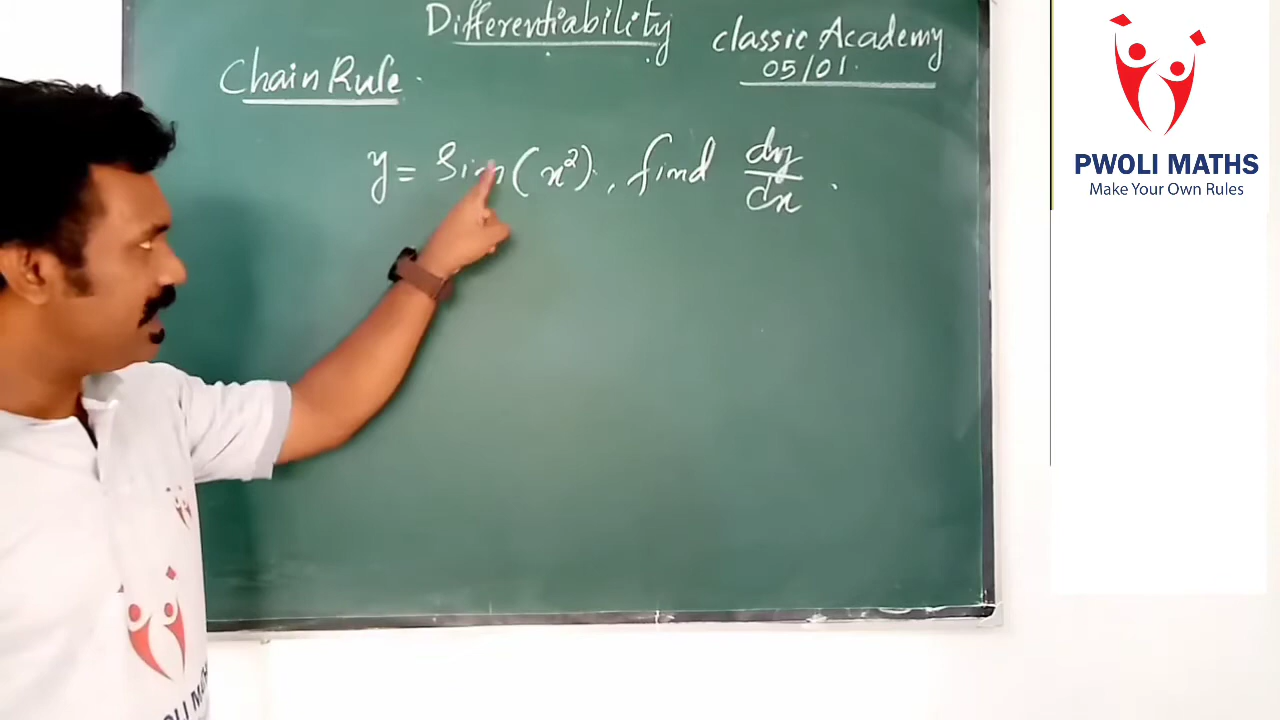 Differentiability
classic Academy
05/01.
Chain Rule.
y = Sin(x²), find dy/dx.
PWOLI MATHS
Make Your Own Rules